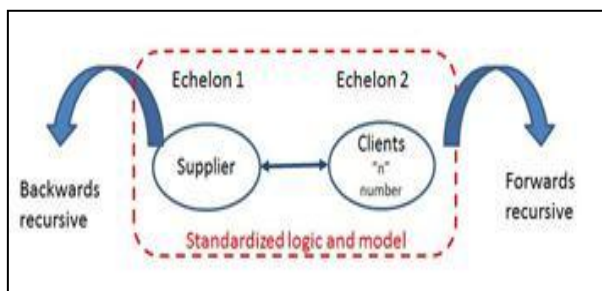 Echelon 1
Echelon 2
Supplier
Clients
"n"
number
Backwards
recursive
Forwards
recursive
Standardized logic and model